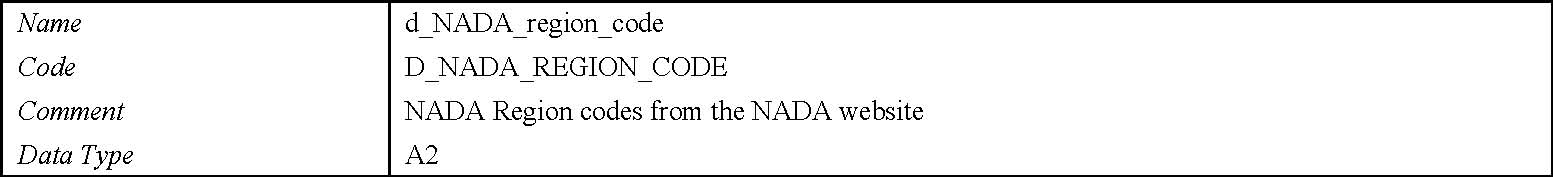 Name d_NADA_region_code
Code D_NADA_REGION_CODE
Comment NADA Region codes from the NADA website
Data Type A2